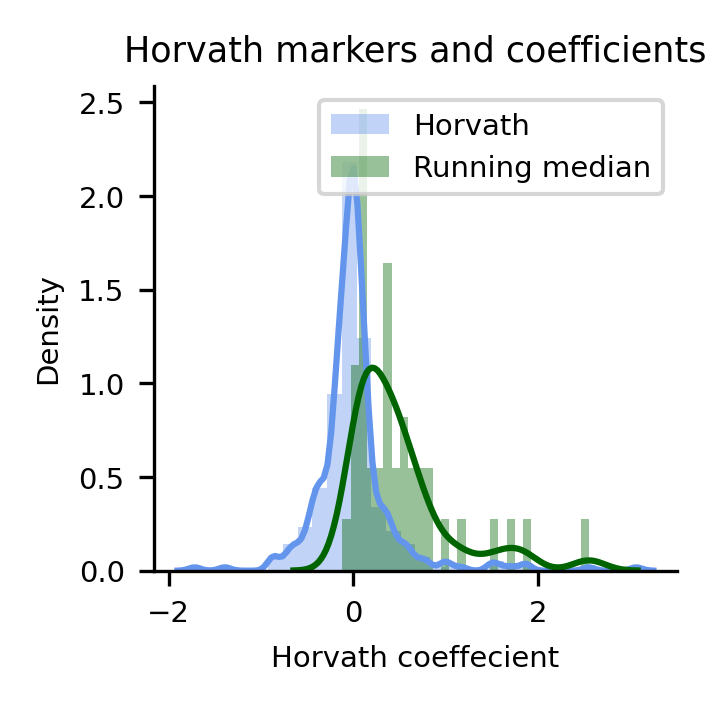 Horvath markers and coefficients
Horvath
Running median
Density
2.5
2.0
1.5
1.0
0.5
0.0
−2
0
2
Horvath coeffecient